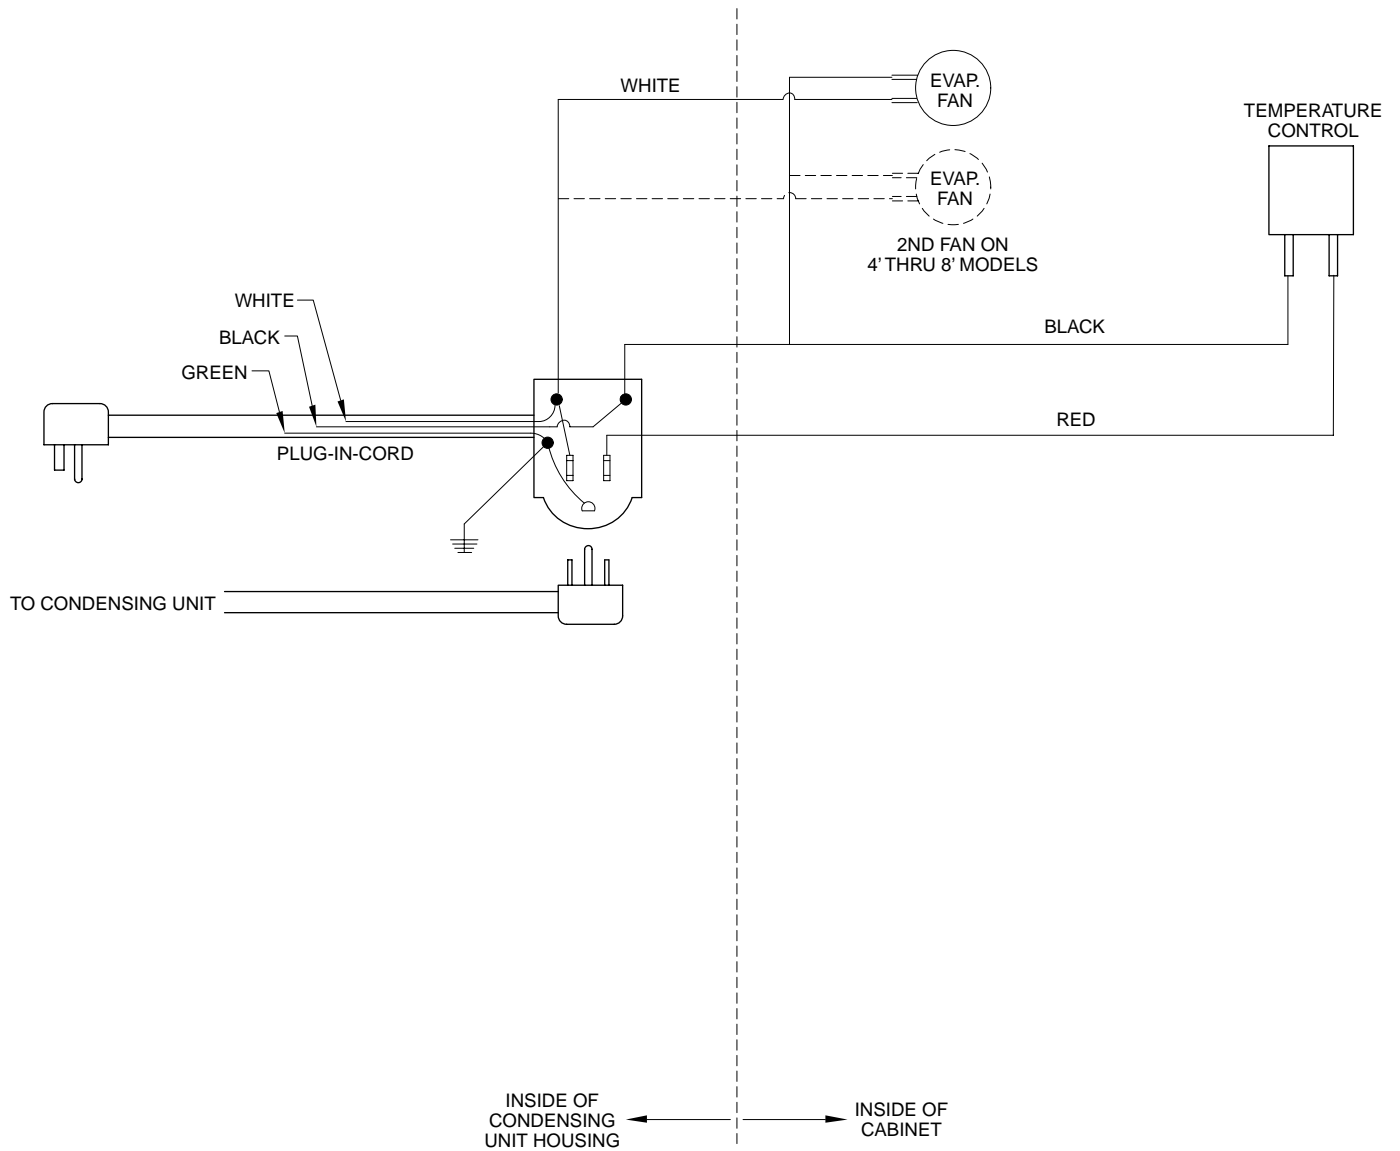 WHITE
EVAP.
FAN
TEMPERATURE
CONTROL
EVAP.
FAN
2ND FAN ON
4' THRU 8' MODELS
WHITE
BLACK
BLACK
GREEN
RED
PLUG-IN-CORD
TO CONDENSING UNIT
INSIDE OF
CONDENSING
UNIT HOUSING
INSIDE OF
CABINET